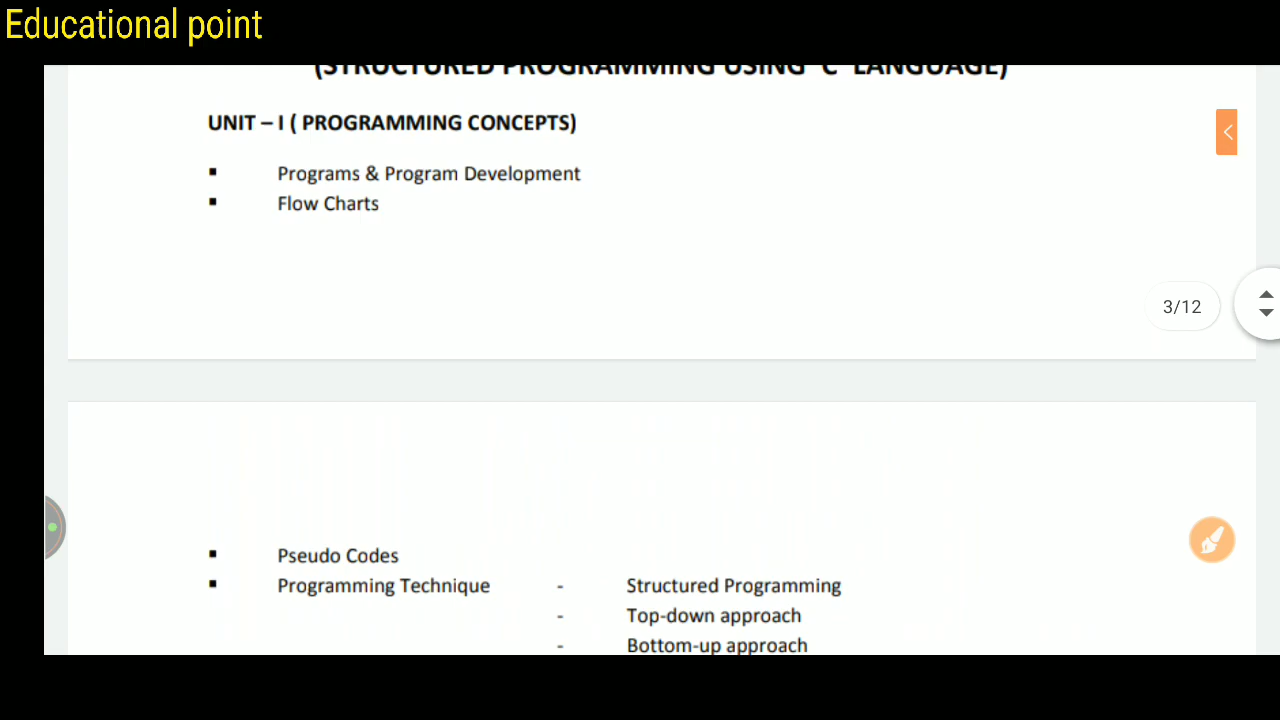 Educational point
(STRUCTURED PROGRAMMING USING 'C' LANGUAGE)
UNIT – I ( PROGRAMMING CONCEPTS)
▪ Programs & Program Development
▪ Flow Charts
3/12
▪ Pseudo Codes
▪ Programming Technique - Structured Programming
- Top-down approach
- Bottom-up approach